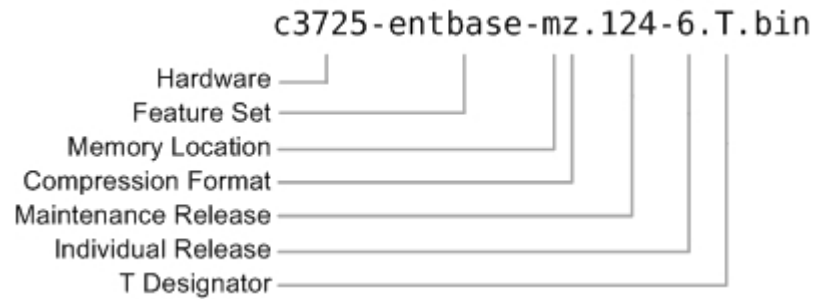 c3725-entbase-mz.124-6.T.bin
Hardware
Feature Set
Memory Location
Compression Format
Maintenance Release
Individual Release
T Designator